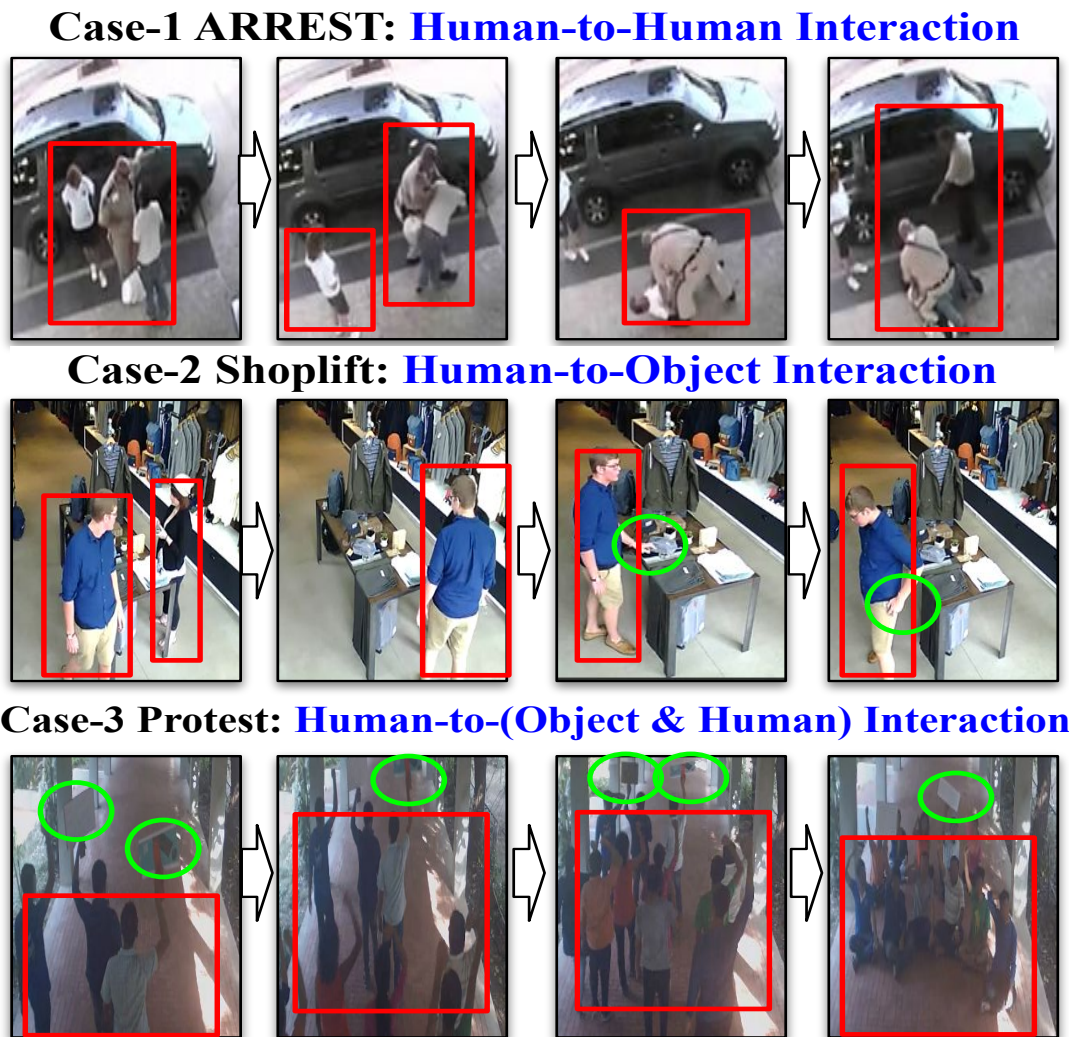 Case-1 ARREST: Human-to-Human Interaction
Case-2 Shoplift: Human-to-Object Interaction
Case-3 Protest: Human-to-(Object & Human) Interaction